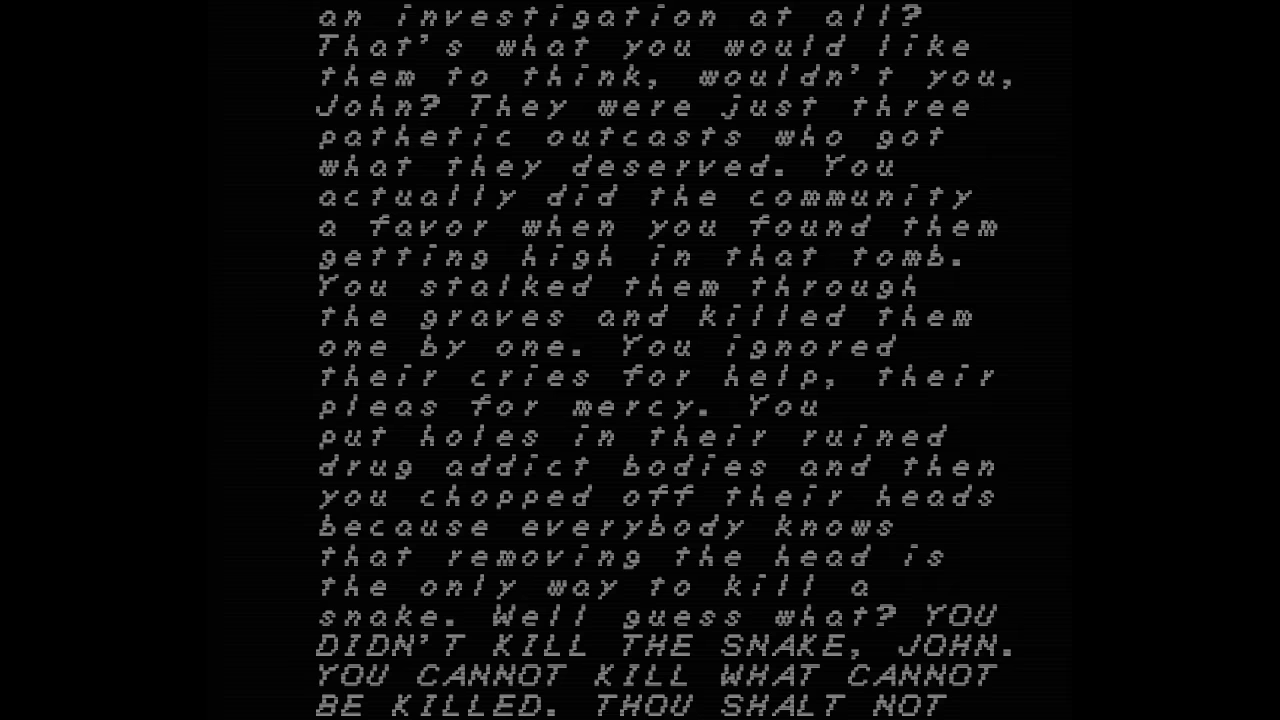 an investigation at all?
That's what you would like
them to think, wouldn't you,
John? They were just three
pathetic outcasts who got
what they deserved. You
actually did the community
a favor when you found them
getting high in that tomb.
You stalked them through
the graves and killed them
one by one. You ignored
their cries for help, their
pleas for mercy. You
put holes in their ruined
drug addict bodies and then
you chopped off their heads
because everybody knows
that removing the head is
the only way to kill a
snake. Well guess what? YOU
DIDN'T KILL THE SNAKE, JOHN.
YOU CANNOT KILL WHAT CANNOT
BE KILLED. THOU SHALT NOT